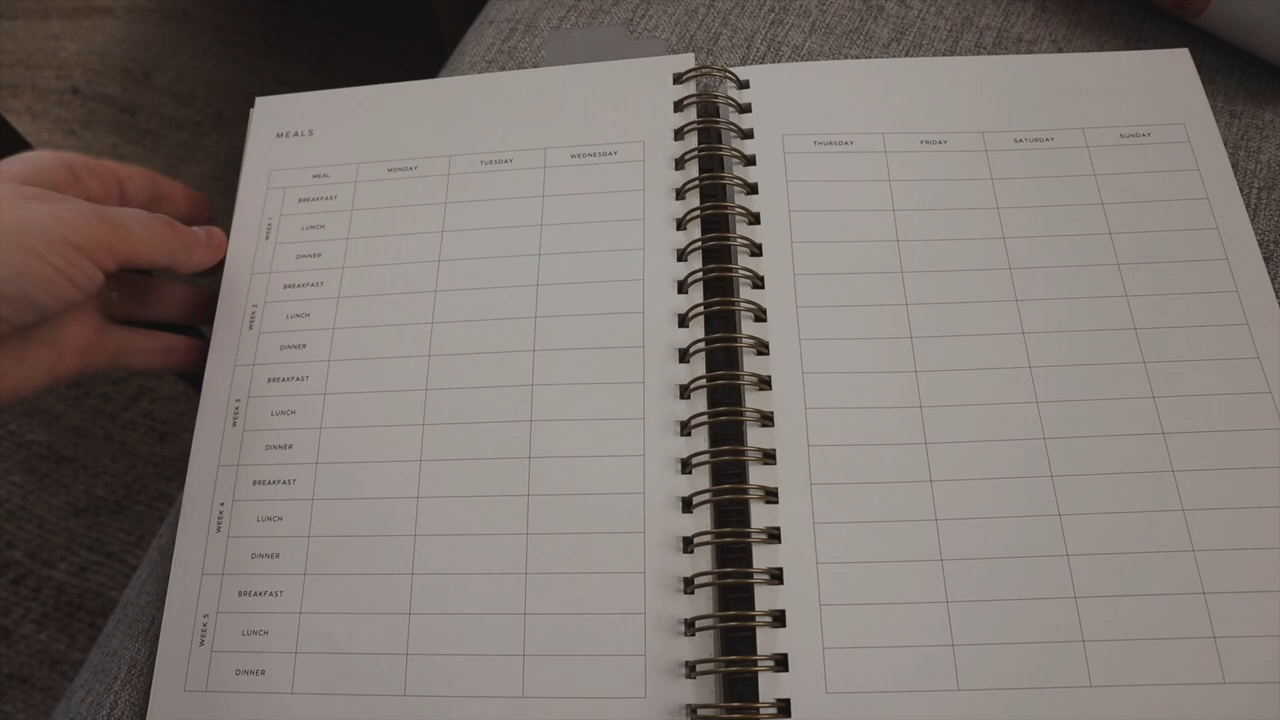 MEALS
MEAL MONDAY TUESDAY WEDNESDAY THURSDAY FRIDAY SATURDAY SUNDAY
WEEK 1
BREAKFAST
LUNCH
DINNER
WEEK 2
BREAKFAST
LUNCH
DINNER
WEEK 3
BREAKFAST
LUNCH
DINNER
WEEK 4
BREAKFAST
LUNCH
DINNER
WEEK 5
BREAKFAST
LUNCH
DINNER